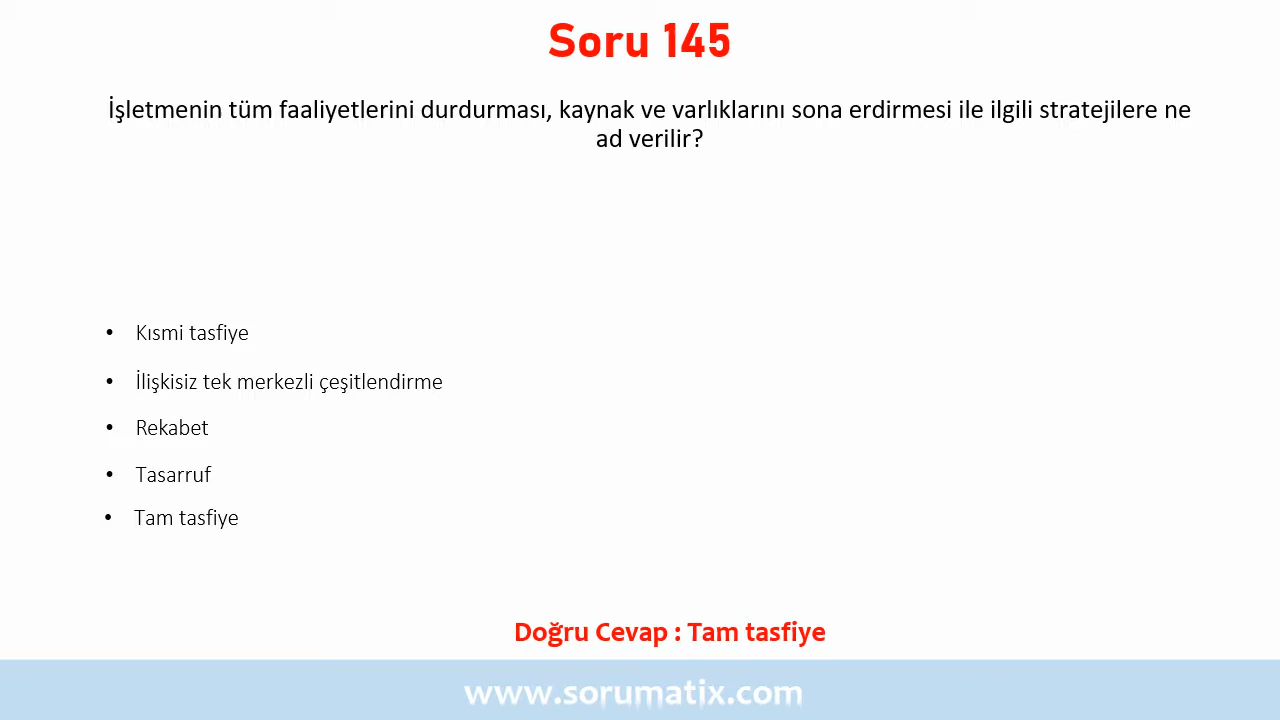 Soru 145
İşletmenin tüm faaliyetlerini durdurması, kaynak ve varlıklarını sona erdirmesi ile ilgili stratejilere ne
ad verilir?
• Kısmi tasfiye
• İlişkisiz tek merkezli çeşitlendirme
• Rekabet
• Tasarruf
• Tam tasfiye
Doğru Cevap : Tam tasfiye
www.sorumatix.com